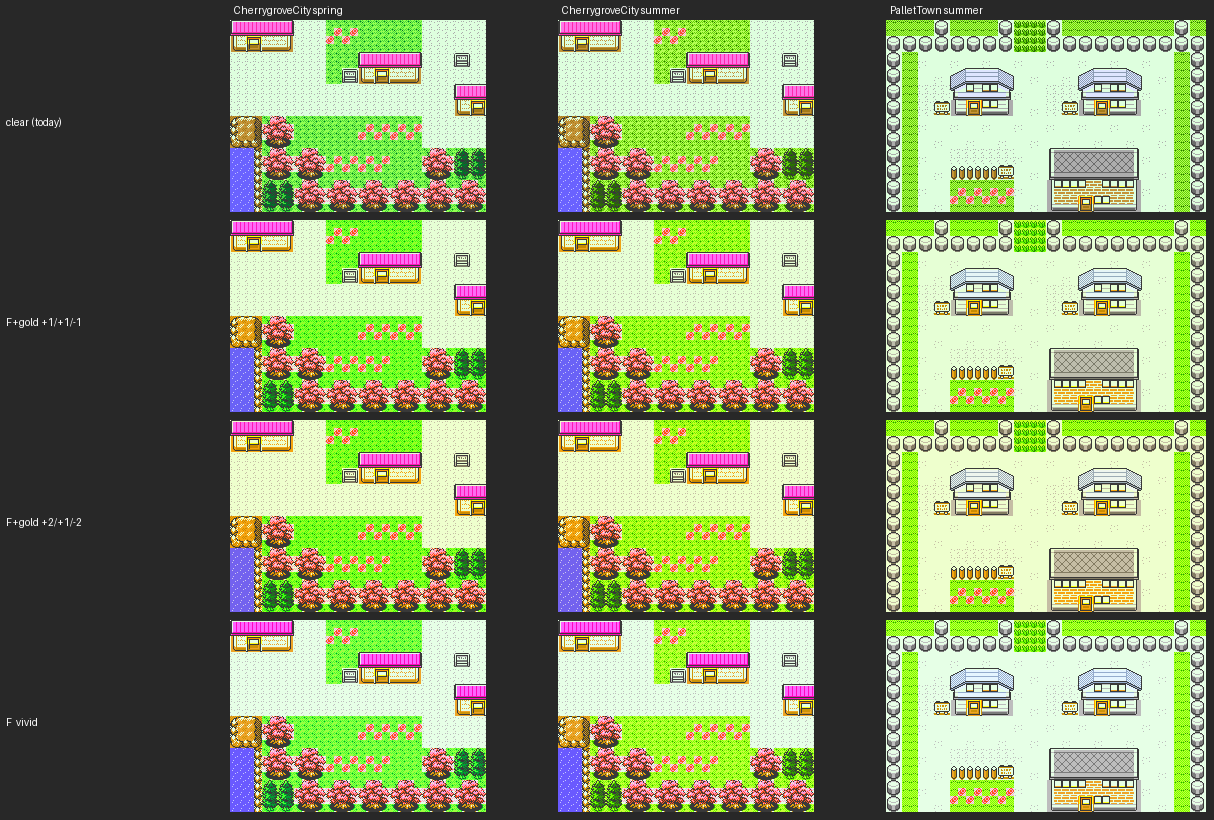 CherrygroveCity spring
CherrygroveCity summer
PalletTown summer
clear (today)
F+gold +1/+1/-1
F+gold +2/+1/-2
F vivid